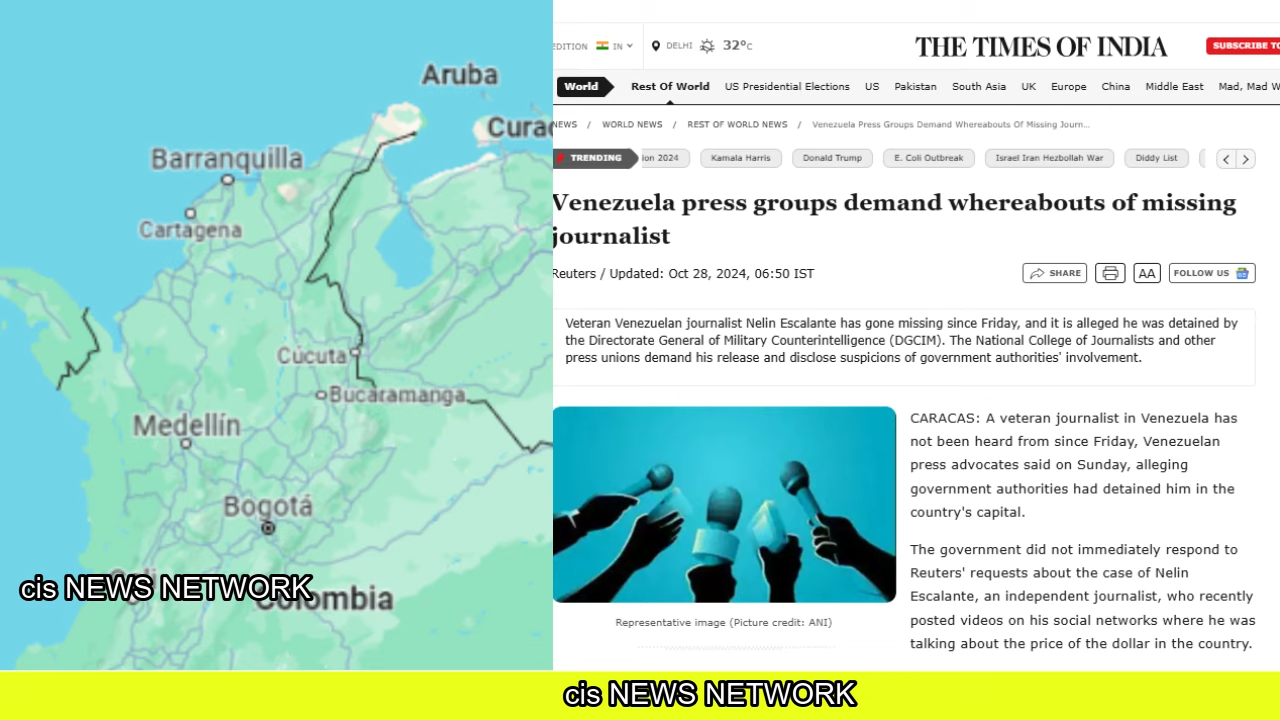 Aruba
Curac
Barranquilla
Cartagena
Cúcuta
Bucaramanga
Medellín
Bogotá
Colombia
cis NEWS NETWORK
EDITION IN
DELHI 32°C
THE TIMES OF INDIA
SUBSCRIBE TO
World Rest Of World US Presidential Elections US Pakistan South Asia UK Europe China Middle East Mad, Mad W
NEWS / WORLD NEWS / REST OF WORLD NEWS / Venezuela Press Groups Demand Whereabouts Of Missing Journ...
TRENDING ion 2024 Kamala Harris Donald Trump E. Coli Outbreak Israel Iran Hezbollah War Diddy List
Venezuela press groups demand whereabouts of missing
journalist
Reuters / Updated: Oct 28, 2024, 06:50 IST
SHARE AA FOLLOW US
Veteran Venezuelan journalist Nelin Escalante has gone missing since Friday, and it is alleged he was detained by
the Directorate General of Military Counterintelligence (DGCIM). The National College of Journalists and other
press unions demand his release and disclose suspicions of government authorities' involvement.
CARACAS: A veteran journalist in Venezuela has
not been heard from since Friday, Venezuelan
press advocates said on Sunday, alleging
government authorities had detained him in the
country's capital.
The government did not immediately respond to
Reuters' requests about the case of Nelin
Escalante, an independent journalist, who recently
posted videos on his social networks where he was
talking about the price of the dollar in the country.
Representative image (Picture credit: ANI)
cis NEWS NETWORK